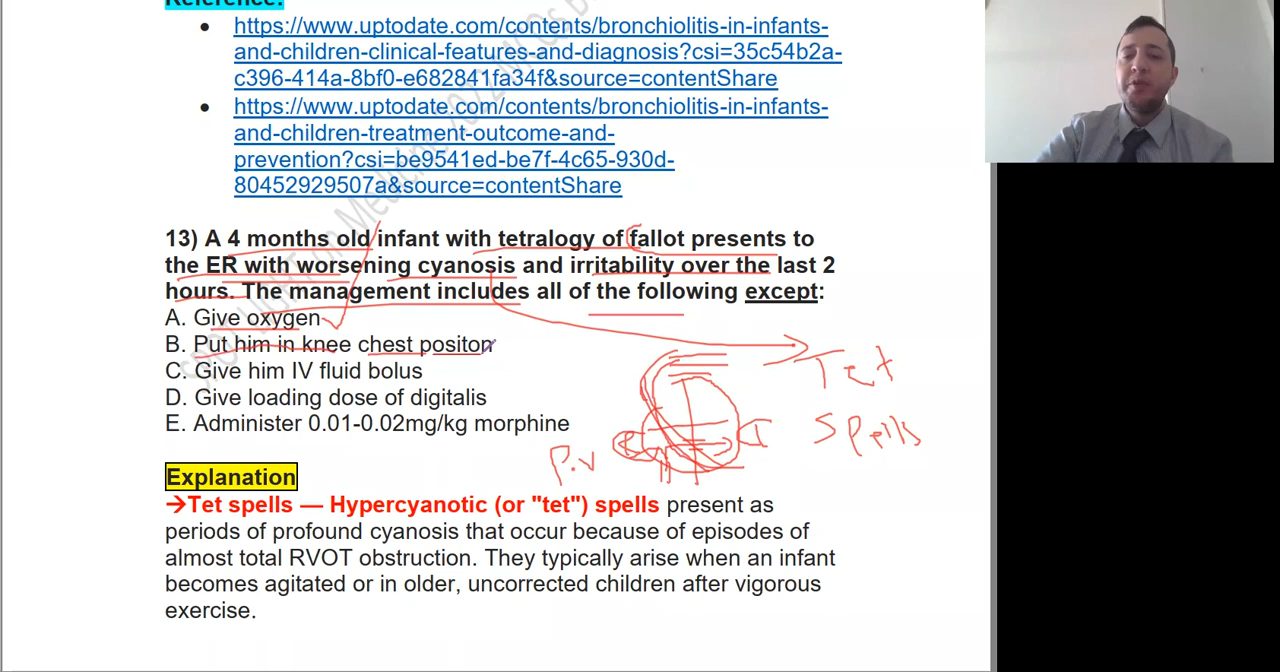 Reference:
• https://www.uptodate.com/contents/bronchiolitis-in-infants-
and-children-clinical-features-and-diagnosis?csi=35c54b2a-
c396-414a-8bf0-e682841fa34f&source=contentShare
• https://www.uptodate.com/contents/bronchiolitis-in-infants-
and-children-treatment-outcome-and-
prevention?csi=be9541ed-be7f-4c65-930d-
80452929507a&source=contentShare
13) A 4 months old infant with tetralogy of fallot presents to
the ER with worsening cyanosis and irritability over the last 2
hours. The management includes all of the following except:
A. Give oxygen
B. Put him in knee chest positon
C. Give him IV fluid bolus
D. Give loading dose of digitalis
E. Administer 0.01-0.02mg/kg morphine
Tet
Spells
P.V
Explanation
→Tet spells — Hypercyanotic (or "tet") spells present as
periods of profound cyanosis that occur because of episodes of
almost total RVOT obstruction. They typically arise when an infant
becomes agitated or in older, uncorrected children after vigorous
exercise.